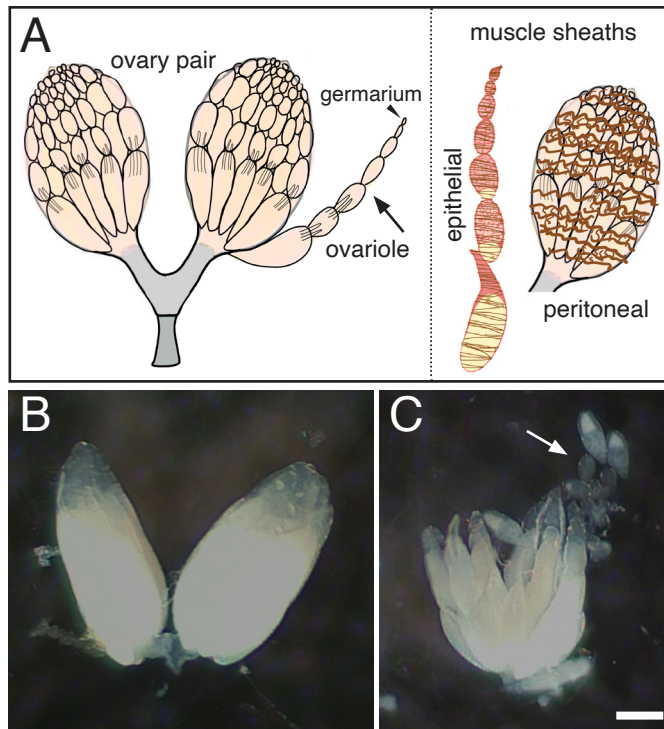 A
ovary pair
germarium
ovariole
muscle sheaths
epithelial
peritoneal
B
C